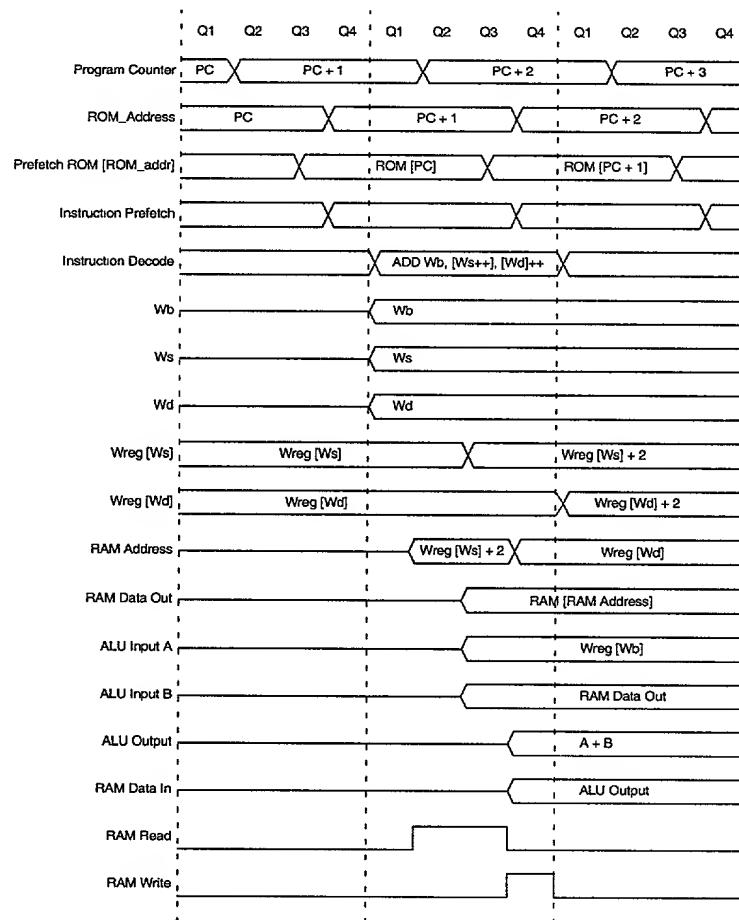 Q1 Q2 Q3 Q4 Q1 Q2 Q3 Q4 Q1 Q2 Q3 Q4
Program Counter PC PC + 1 PC + 2 PC + 3
ROM_Address PC PC + 1 PC + 2
Prefetch ROM [ROM_addr] ROM [PC] ROM [PC + 1]
Instruction Prefetch
Instruction Decode ADD Wb, [Ws++], [Wd]++
Wb Wb
Ws Ws
Wd Wd
Wreg [Ws] Wreg [Ws] Wreg [Ws] + 2
Wreg [Wd] Wreg [Wd] Wreg [Wd] + 2
RAM Address Wreg [Ws] + 2 Wreg [Wd]
RAM Data Out RAM [RAM Address]
ALU Input A Wreg [Wb]
ALU Input B RAM Data Out
ALU Output A + B
RAM Data In ALU Output
RAM Read
RAM Write